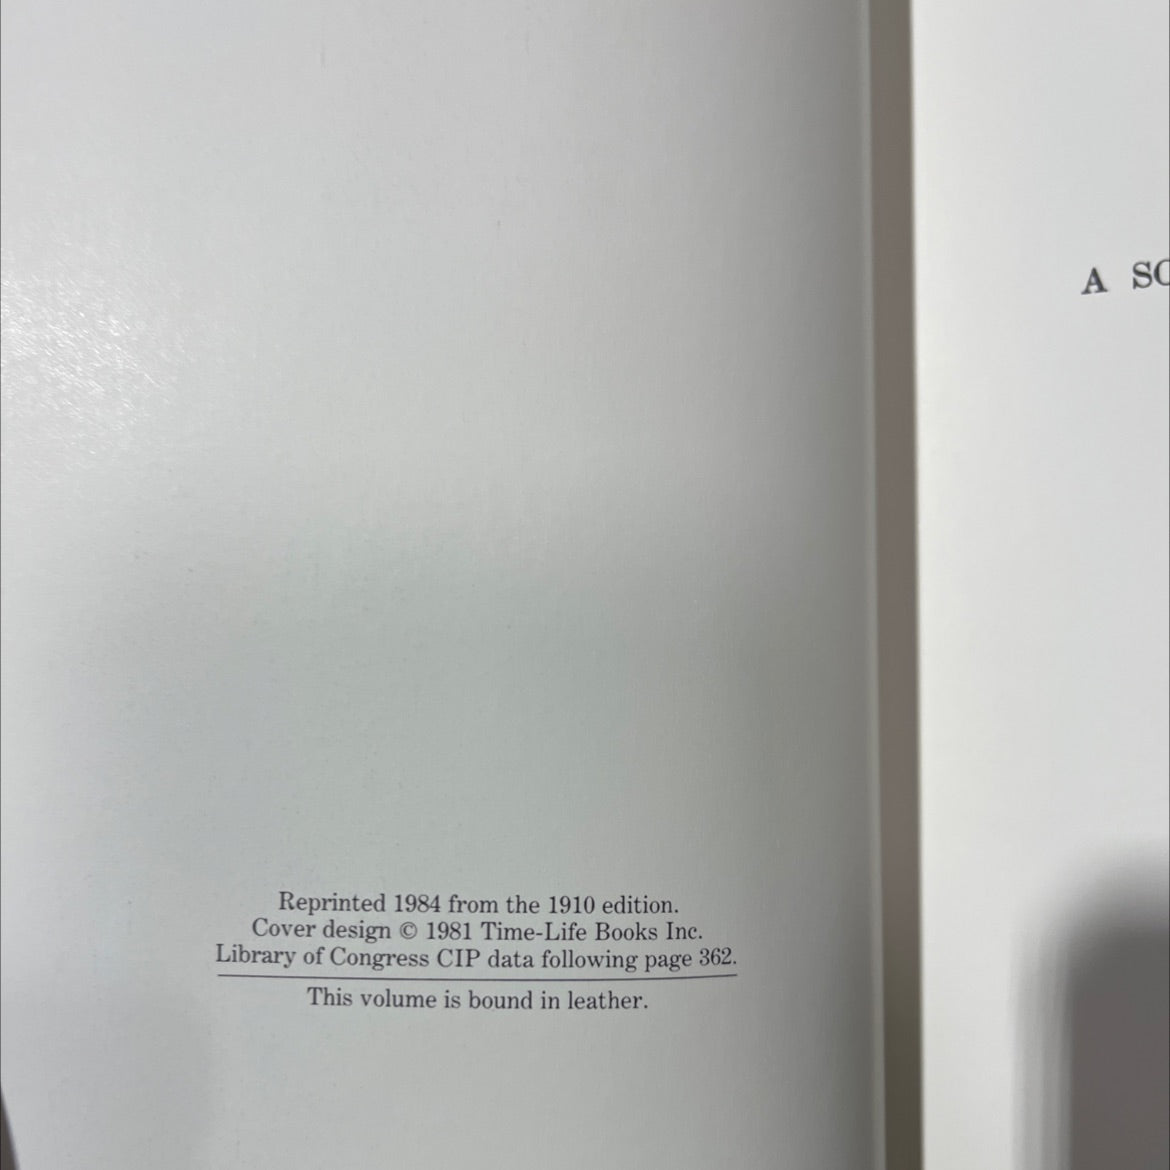 Reprinted 1984 from the 1910 edition.
Cover design © 1981 Time-Life Books Inc.
Library of Congress CIP data following page 362.
This volume is bound in leather.
A